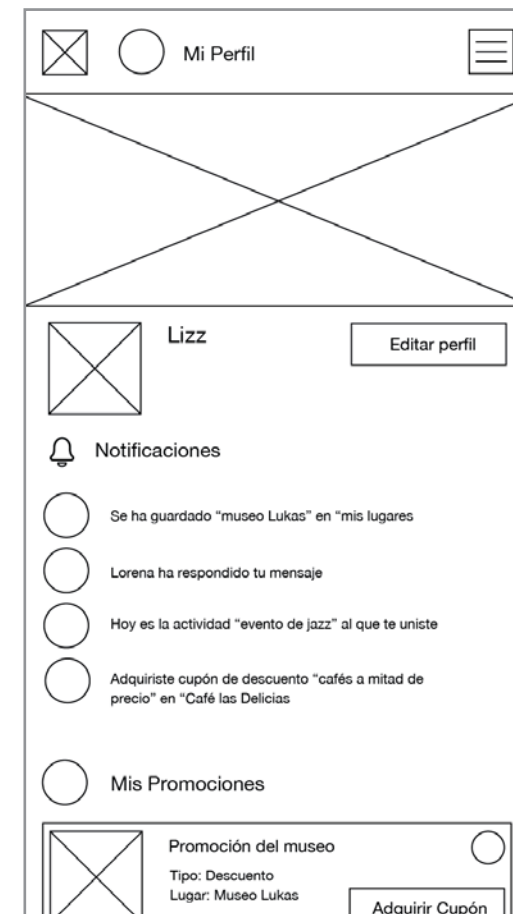 Mi Perfil
Lizz
Editar perfil
Notificaciones
Se ha guardado “museo Lukas” en “mis lugares
Lorena ha respondido tu mensaje
Hoy es la actividad “evento de jazz” al que te uniste
Adquiriste cupón de descuento “cafés a mitad de
precio” en “Café las Delicias
Mis Promociones
Promoción del museo
Tipo: Descuento
Lugar: Museo Lukas
Adquirir Cupón